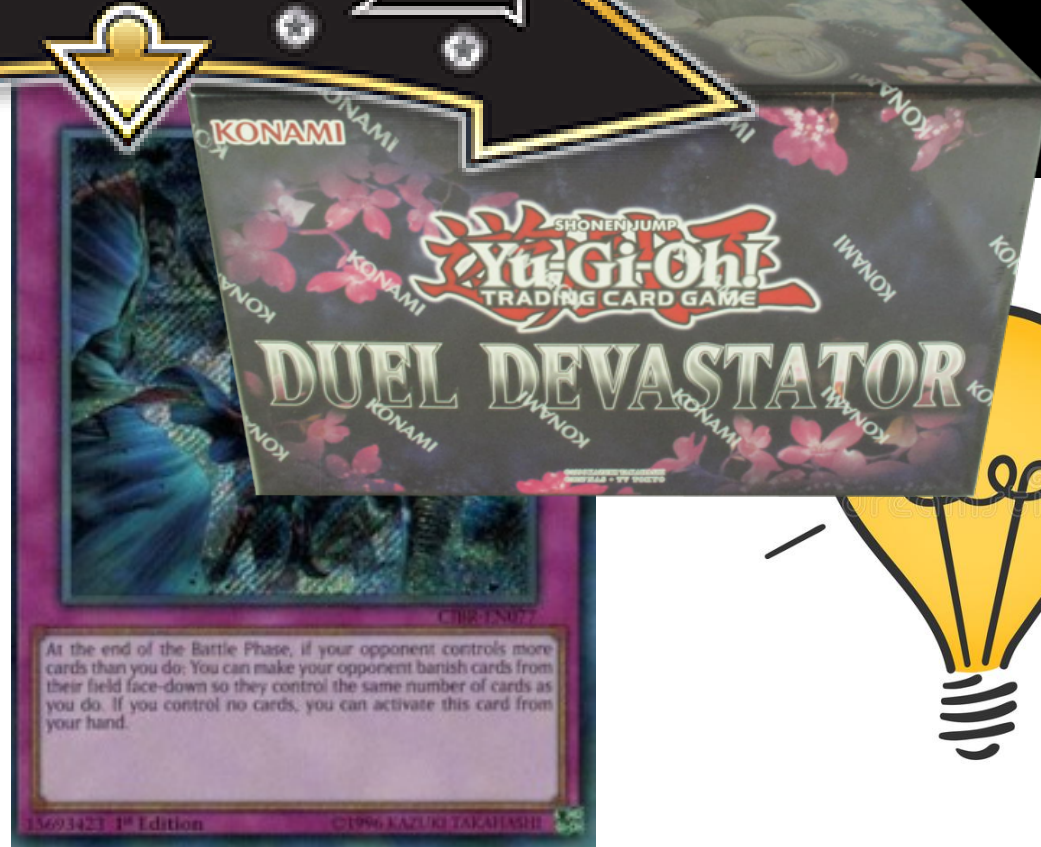 KONAMI
KONAMI
KONAMI
SHONEN JUMP
Yu-Gi-Oh!
TRADING CARD GAME
KONAMI
KONAMI
KONAMI
DUEL DEVASTATOR
KONAMI
KONAMI
KONAMI
KONAMI
CIBR-EN077
At the end of the Battle Phase, if your opponent controls more
cards than you do: You can make your opponent banish cards from
their field face-down so they control the same number of cards as
you do. If you control no cards, you can activate this card from
your hand.
15693423 1st Edition
©1996 KAZUKI TAKAHASHI